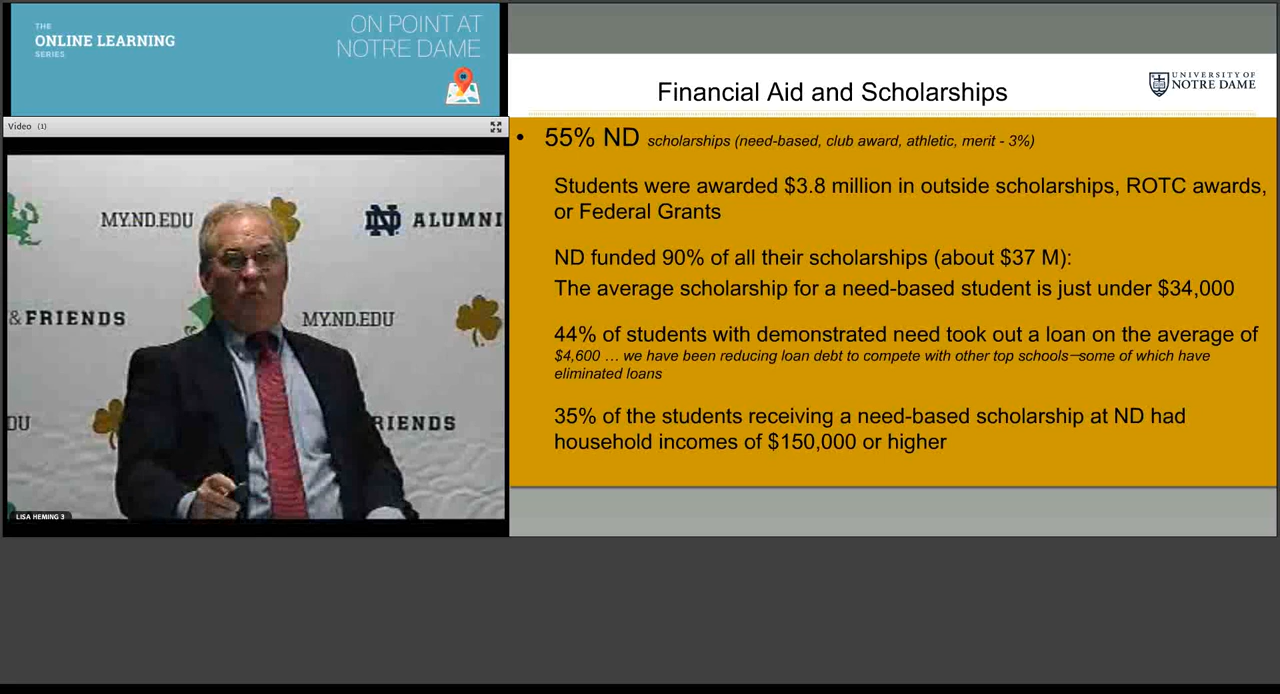 THE
ONLINE LEARNING
SERIES
ON POINT AT
NOTRE DAME
Video (1)
MY.ND.EDU
ND ALUMNI
& FRIENDS
MY.ND.EDU
DU
RIENDS
LISA HEMING 3
Financial Aid and Scholarships
UNIVERSITY OF
NOTRE DAME
• 55% ND scholarships (need-based, club award, athletic, merit - 3%)
Students were awarded $3.8 million in outside scholarships, ROTC awards,
or Federal Grants
ND funded 90% of all their scholarships (about $37 M):
The average scholarship for a need-based student is just under $34,000
44% of students with demonstrated need took out a loan on the average of
$4,600 … we have been reducing loan debt to compete with other top schools—some of which have
eliminated loans
35% of the students receiving a need-based scholarship at ND had
household incomes of $150,000 or higher